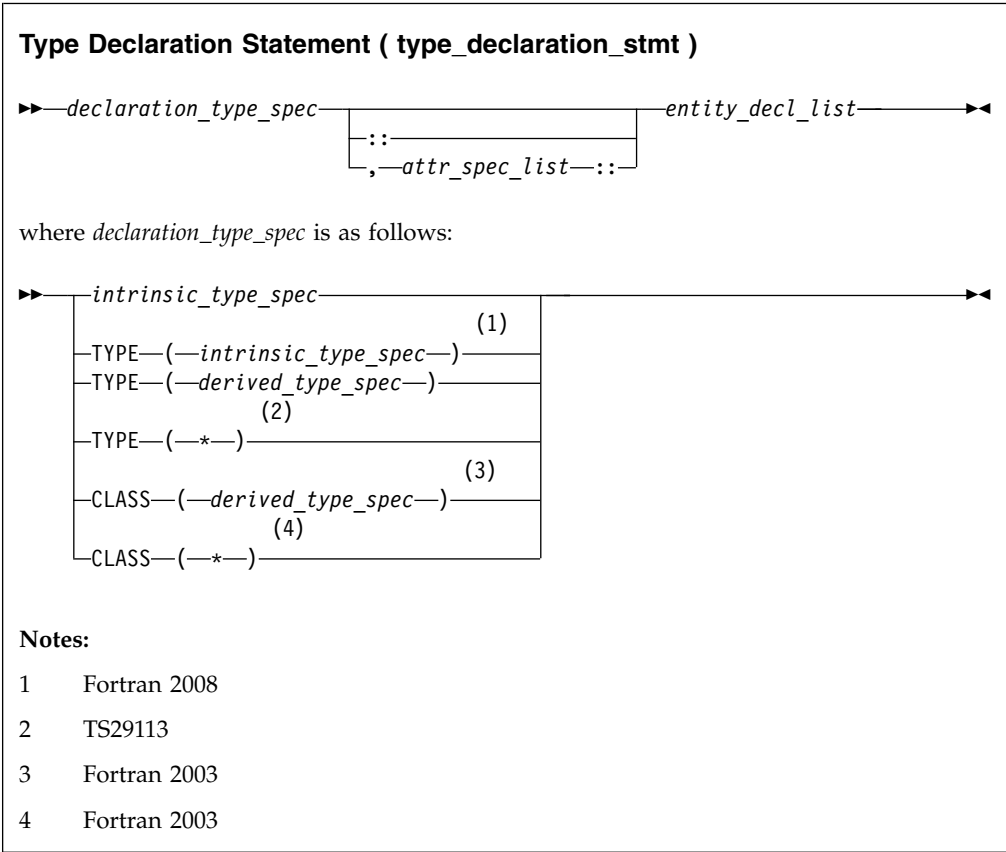 Type Declaration Statement ( type_declaration_stmt )
declaration_type_spec entity_decl_list
::
, attr_spec_list ::
where declaration_type_spec is as follows:
intrinsic_type_spec
(1)
TYPE ( intrinsic_type_spec )
TYPE ( derived_type_spec )
(2)
TYPE ( * )
(3)
CLASS ( derived_type_spec )
(4)
CLASS ( * )
Notes:
1 Fortran 2008
2 TS29113
3 Fortran 2003
4 Fortran 2003